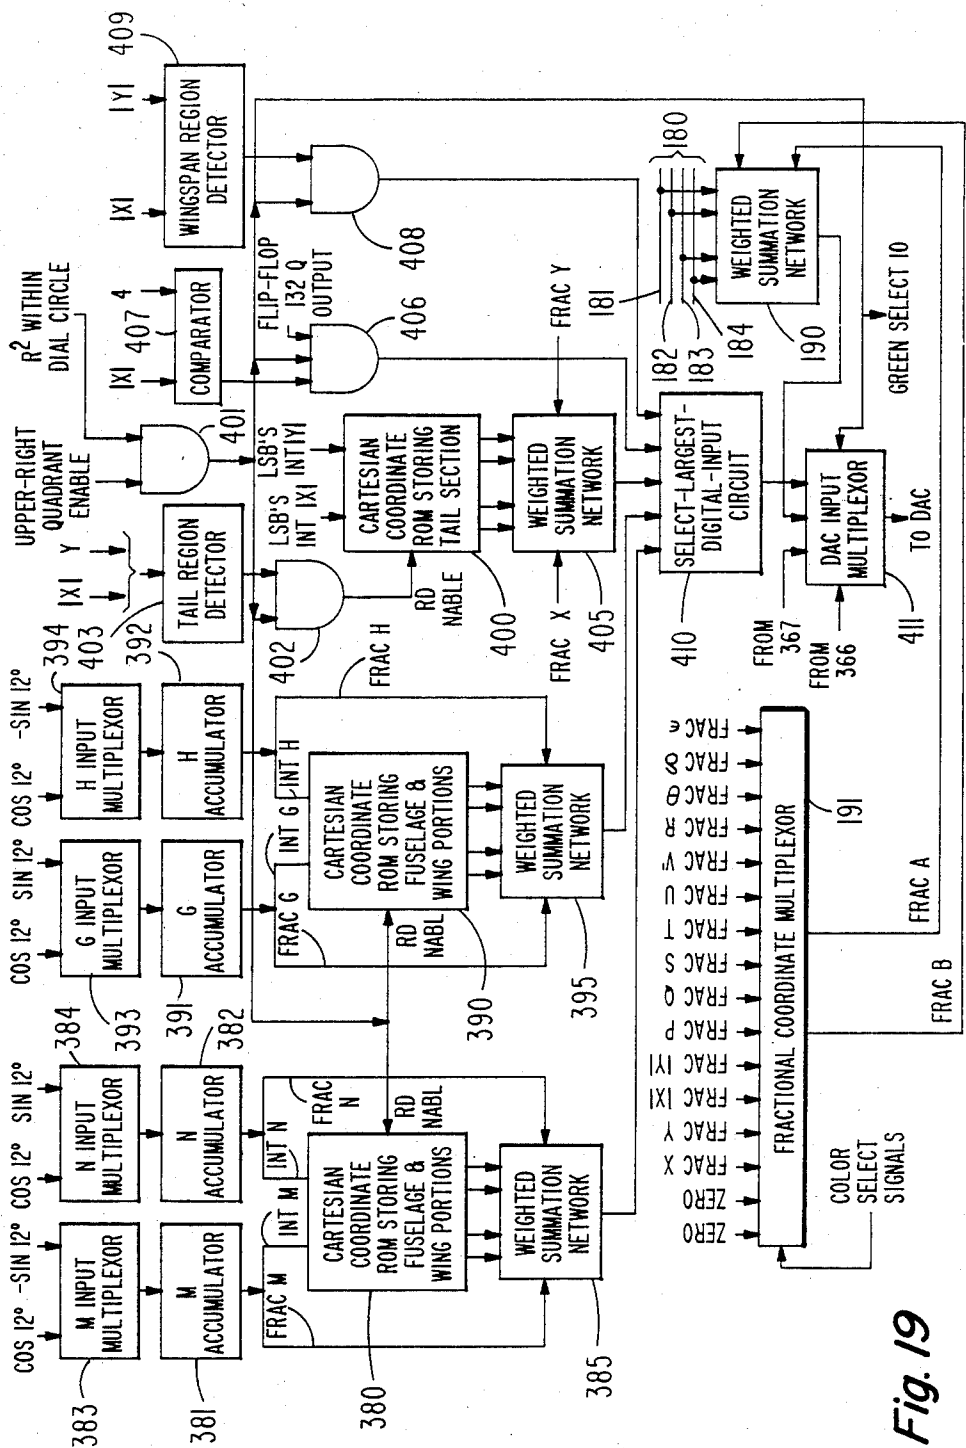 COS 12° -SIN 12°
COS 12° SIN 12°
COS 12° SIN 12°
COS 12° -SIN 12°
M INPUT
MULTIPLEXOR
383
N INPUT
MULTIPLEXOR
384
G INPUT
MULTIPLEXOR
393
H INPUT
MULTIPLEXOR
394
M
ACCUMULATOR
381
N
ACCUMULATOR
382
G
ACCUMULATOR
391
H
ACCUMULATOR
392
|X| Y
403
TAIL REGION
DETECTOR
UPPER-RIGHT
QUADRANT
ENABLE
R² WITHIN
DIAL CIRCLE
401
|X| 4
407
COMPARATOR
|X| |Y|
409
WINGSPAN REGION
DETECTOR
FRAC M
INT M
INT N
FRAC
N
RD
NABL
CARTESIAN
COORDINATE
ROM STORING
FUSELAGE &
WING PORTIONS
380
WEIGHTED
SUMMATION
NETWORK
385
FRAC G
INT G
INT H
FRAC H
RD
NABL
CARTESIAN
COORDINATE
ROM STORING
FUSELAGE &
WING PORTIONS
390
WEIGHTED
SUMMATION
NETWORK
395
402
RD
NABLE
LSB'S
INT |X|
LSB'S
INT|Y|
CARTESIAN
COORDINATE
ROM STORING
TAIL SECTION
400
FRAC X
FRAC Y
WEIGHTED
SUMMATION
NETWORK
405
FLIP-FLOP
132 Q
OUTPUT
406
408
SELECT-LARGEST-
DIGITAL-INPUT
CIRCUIT
410
181
182
183
184
180
WEIGHTED
SUMMATION
NETWORK
190
FROM
367
FROM
366
DAC INPUT
MULTIPLEXOR
411
TO DAC
GREEN SELECT 10
ZERO
ZERO
FRAC X
FRAC Y
FRAC |X|
FRAC |Y|
FRAC P
FRAC Q
FRAC S
FRAC T
FRAC U
FRAC V
FRAC R
FRAC θ
FRAC 8
FRAC ϵ
FRACTIONAL COORDINATE MULTIPLEXOR
191
COLOR
SELECT
SIGNALS
FRAC A
FRAC B
Fig. 19